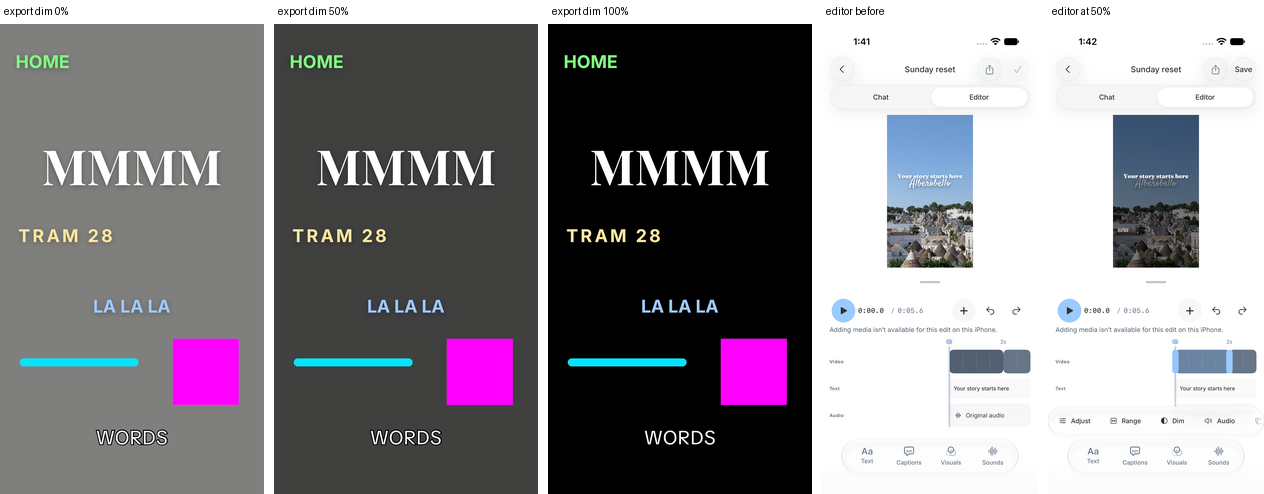 export dim 0%
HOME
MMMM
TRAM 28
LA LA LA
WORDS
export dim 50%
HOME
MMMM
TRAM 28
LA LA LA
WORDS
export dim 100%
HOME
MMMM
TRAM 28
LA LA LA
WORDS
editor before
1:41
Sunday reset
Chat Editor
Your story starts here
Alberobello
0:00.0 / 0:05.6
Adding media isn't available for this edit on this iPhone.
2s
Video
Text Your story starts here
Audio Original audio
Aa
Text Captions Visuals Sounds
editor at 50%
1:42
Sunday reset Save
Chat Editor
Your story starts here
Alberobello
0:00.0 / 0:05.6
Adding media isn't available for this edit on this iPhone.
2s
Video
Text Your story starts here
Adjust Range Dim Audio
Aa
Text Captions Visuals Sounds